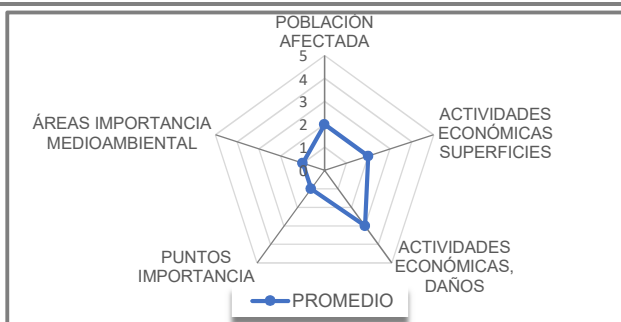 POBLACIÓN
AFECTADA
5
4
3
2
1
0
ACTIVIDADES
ECONÓMICAS
SUPERFICIES
ACTIVIDADES
ECONÓMICAS,
DAÑOS
PUNTOS
IMPORTANCIA
ÁREAS IMPORTANCIA
MEDIOAMBIENTAL
PROMEDIO